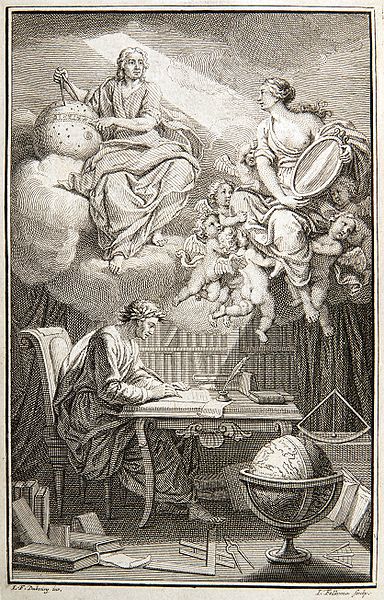 L. F. Dubourg inv.
I. Folkema sculp.